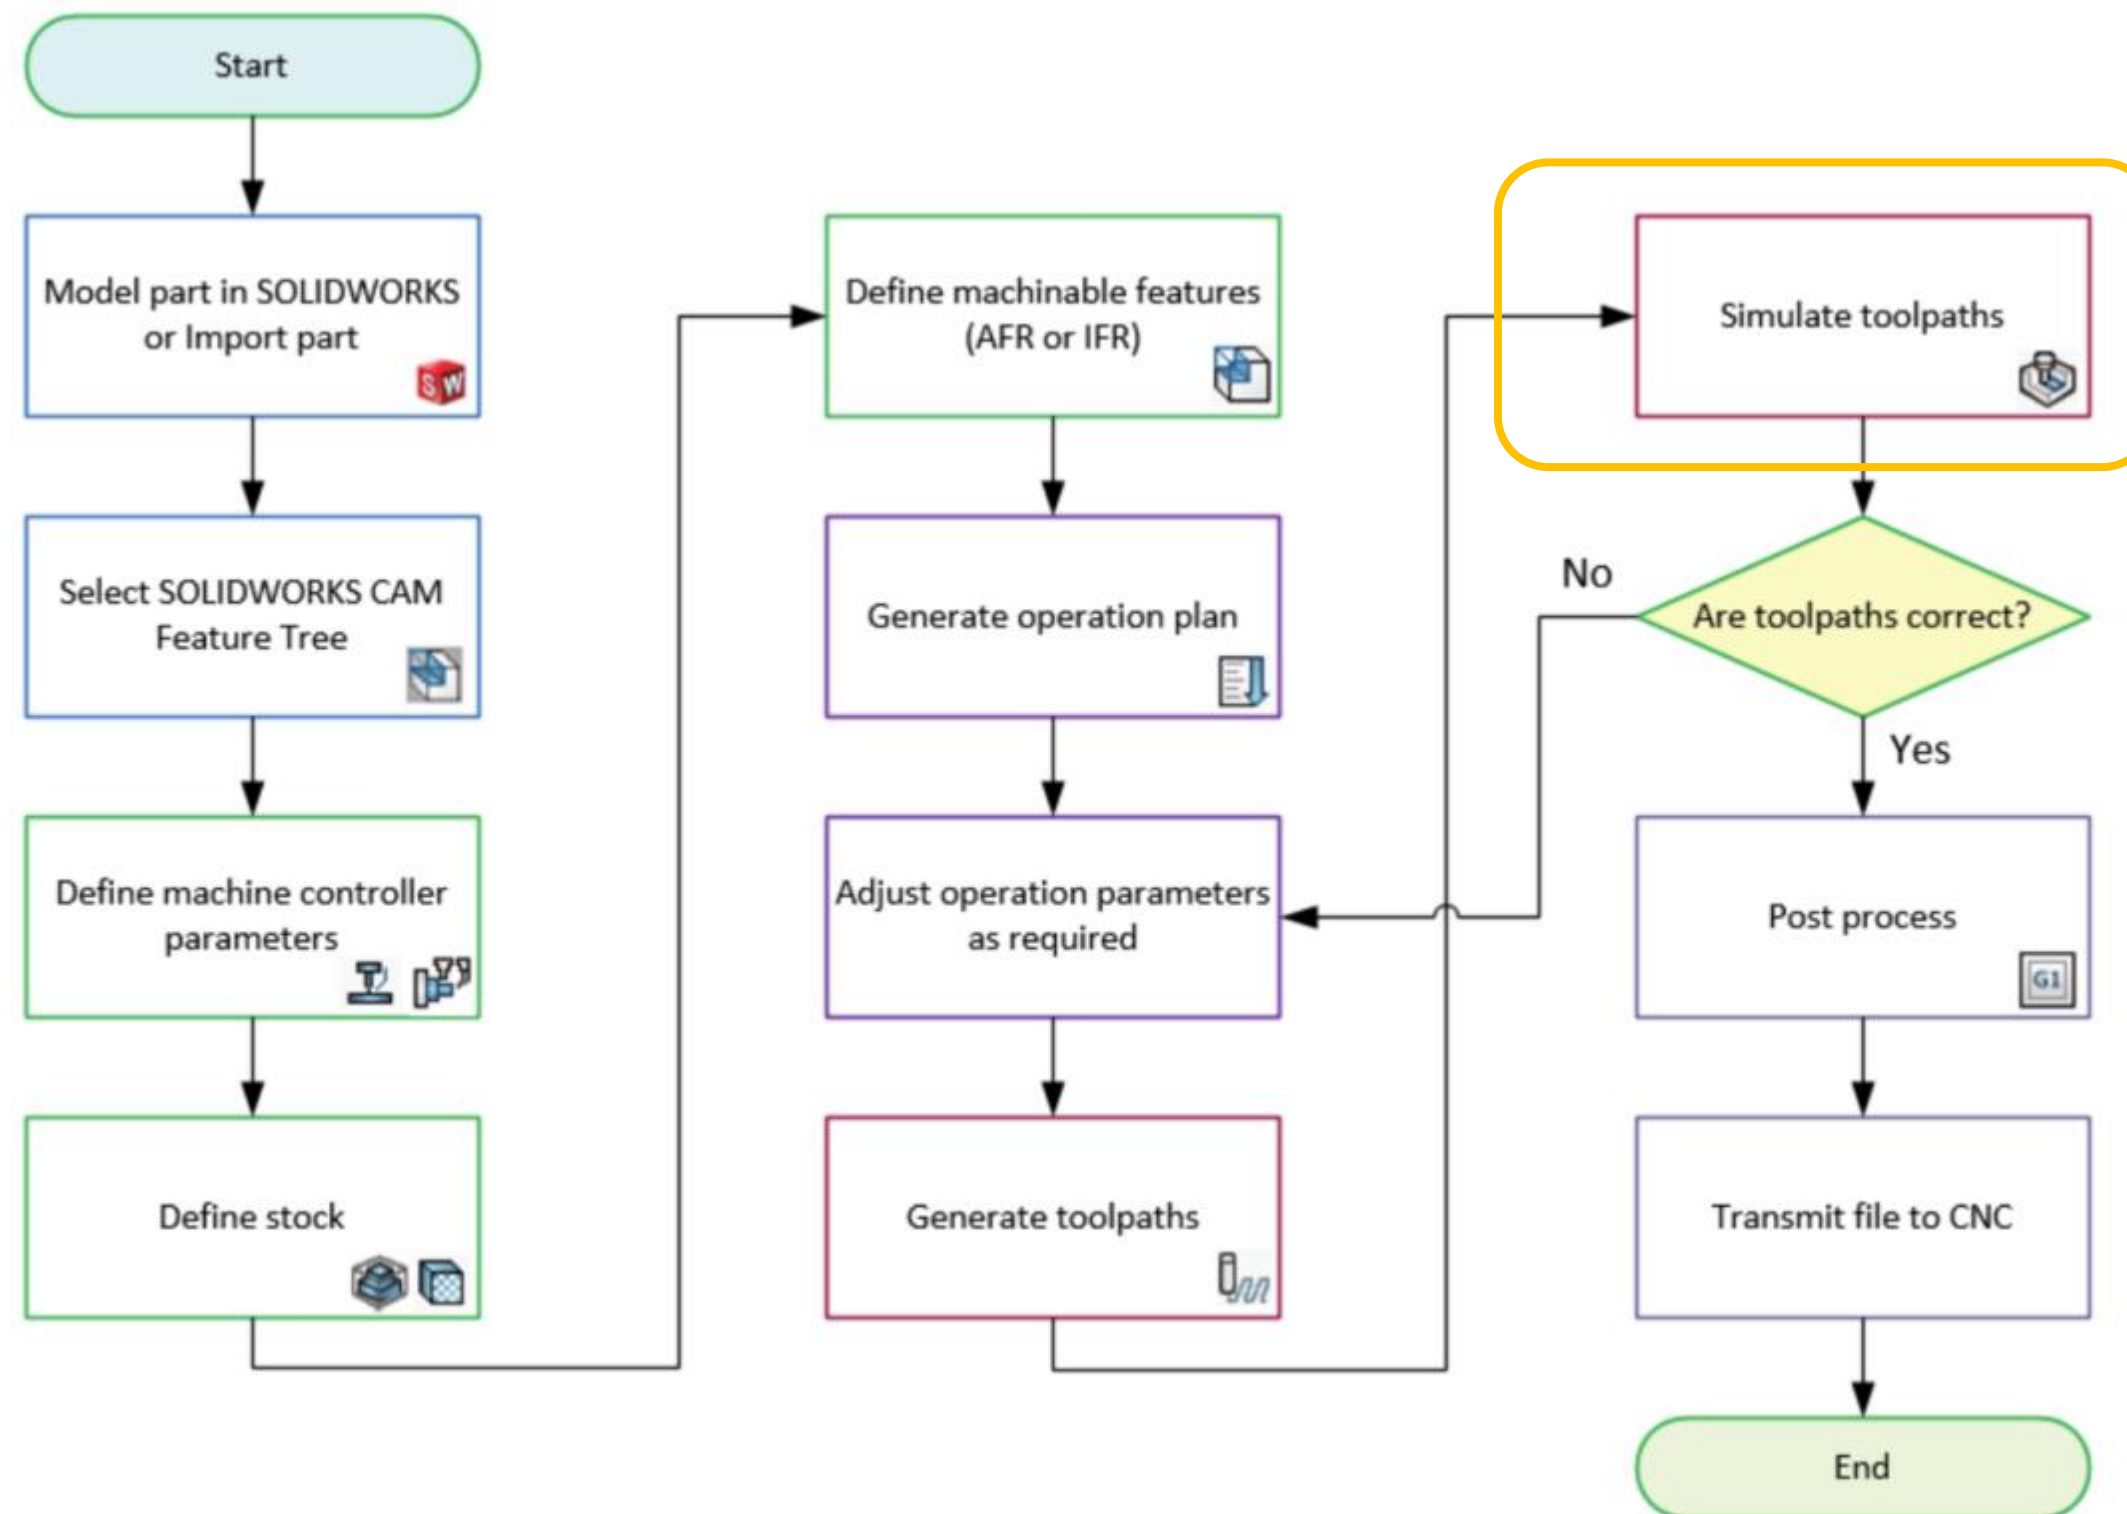 Start
Model part in SOLIDWORKS
or Import part
SW
Select SOLIDWORKS CAM
Feature Tree
Define machine controller
parameters
Define stock
Define machinable features
(AFR or IFR)
Generate operation plan
Adjust operation parameters
as required
Generate toolpaths
Simulate toolpaths
Are toolpaths correct?
No
Yes
Post process
G1
Transmit file to CNC
End